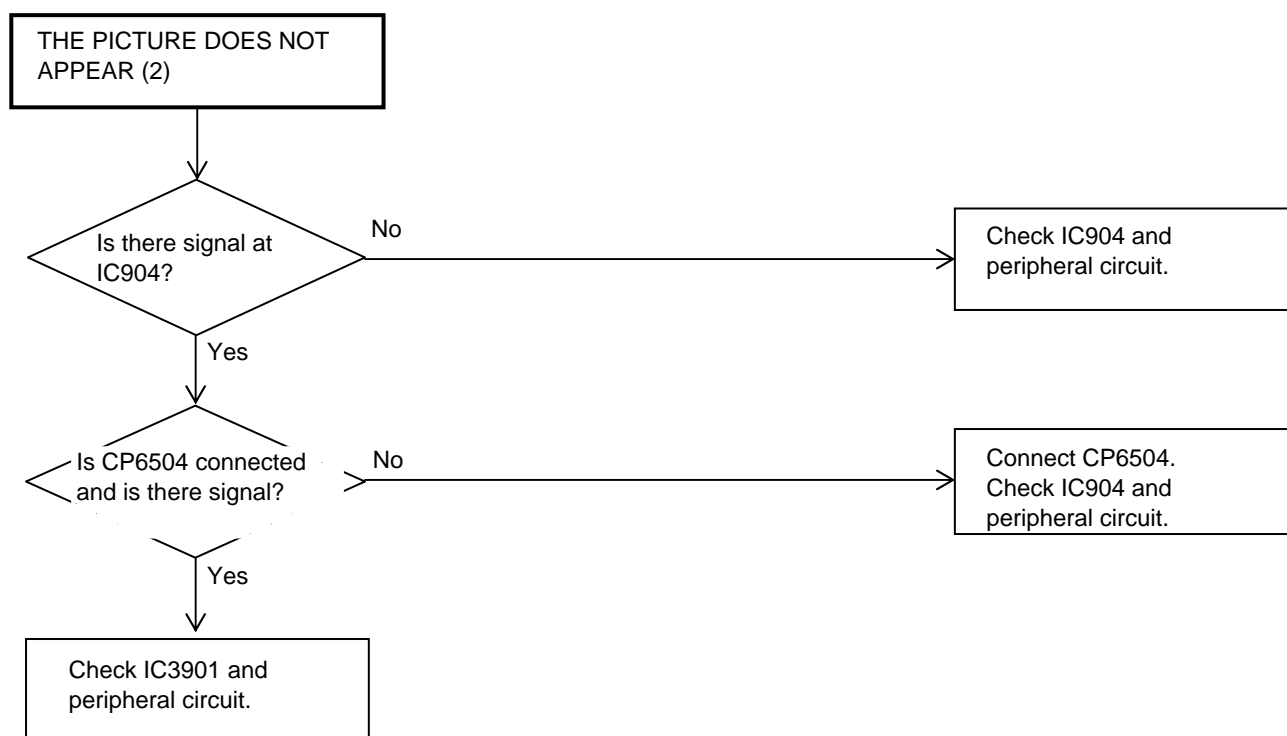 THE PICTURE DOES NOT
APPEAR (2)
Is there signal at
IC904?
No
Check IC904 and
peripheral circuit.
Yes
Is CP6504 connected
and is there signal?
No
Connect CP6504.
Check IC904 and
peripheral circuit.
Yes
Check IC3901 and
peripheral circuit.